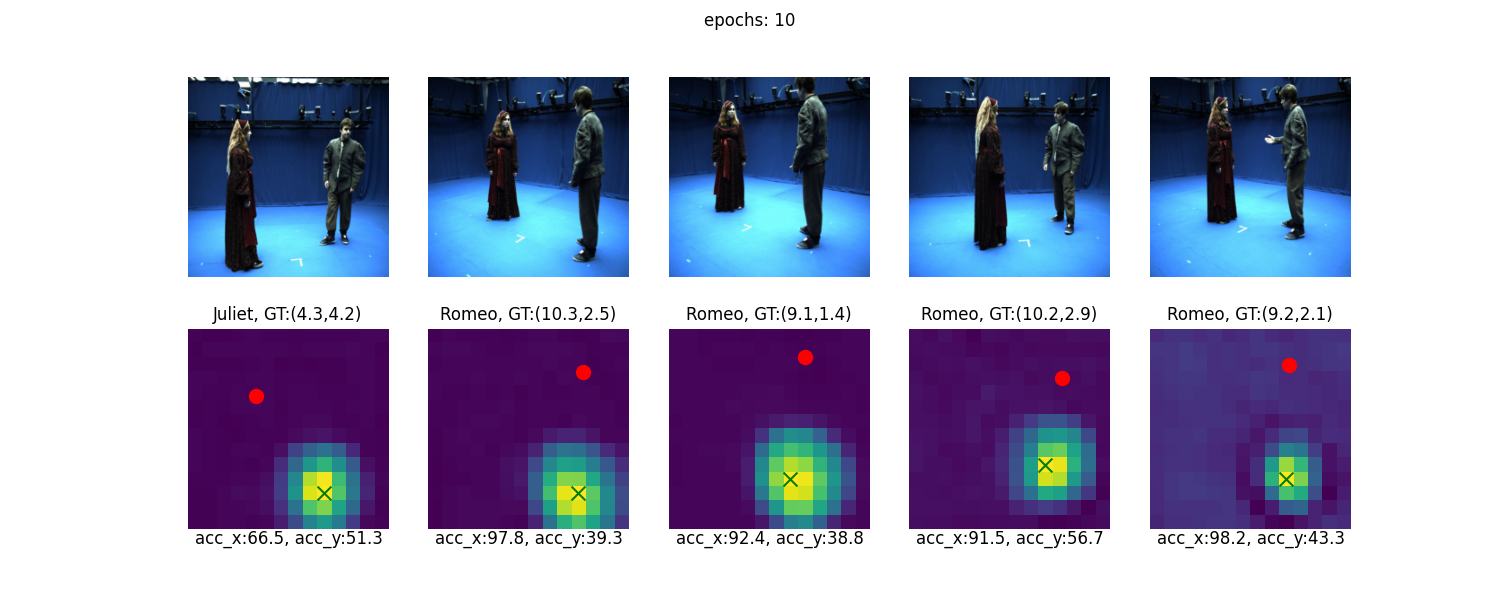 epochs: 10
Juliet, GT:(4.3,4.2)
Romeo, GT:(10.3,2.5)
Romeo, GT:(9.1,1.4)
Romeo, GT:(10.2,2.9)
Romeo, GT:(9.2,2.1)
acc_x:66.5, acc_y:51.3
acc_x:97.8, acc_y:39.3
acc_x:92.4, acc_y:38.8
acc_x:91.5, acc_y:56.7
acc_x:98.2, acc_y:43.3